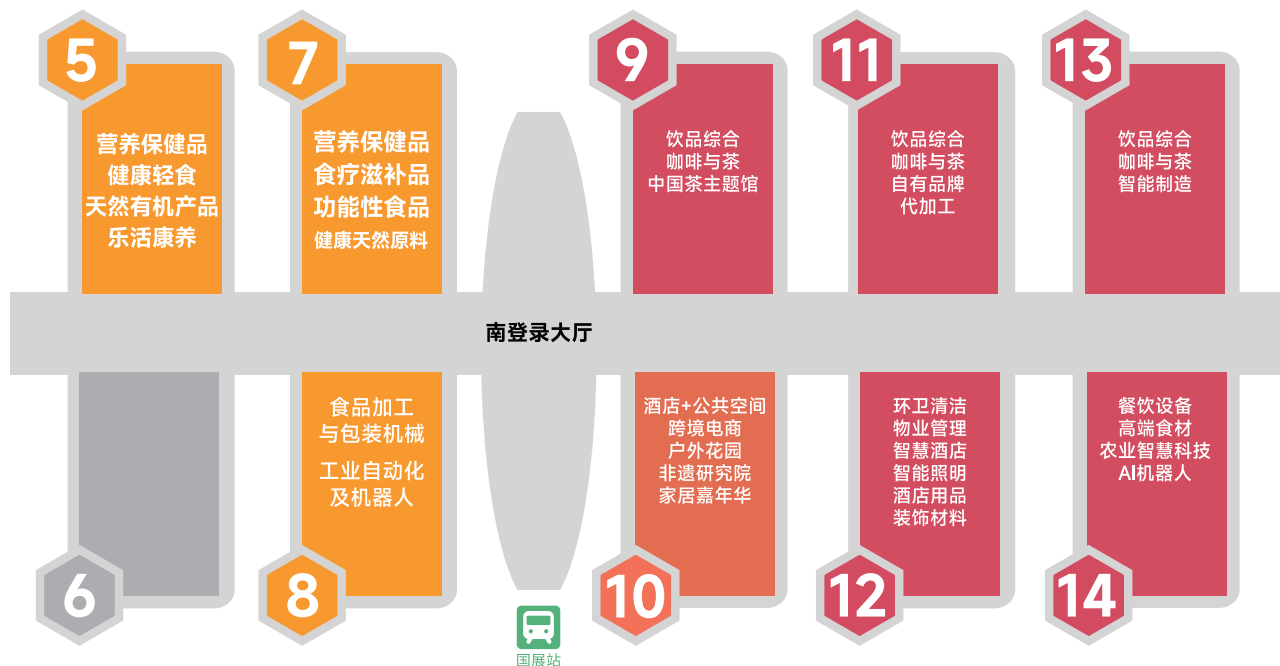 5
营养保健品
健康轻食
天然有机产品
乐活康养
7
营养保健品
食疗滋补品
功能性食品
健康天然原料
9
饮品综合
咖啡与茶
中国茶主题馆
11
饮品综合
咖啡与茶
自有品牌
代加工
13
饮品综合
咖啡与茶
智能制造
南登录大厅
6
食品加工
与包装机械
工业自动化
及机器人
8
酒店+公共空间
跨境电商
户外花园
非遗研究院
家居嘉年华
10
环卫清洁
物业管理
智慧酒店
智能照明
酒店用品
装饰材料
12
餐饮设备
高端食材
农业智慧科技
AI机器人
14
国展站